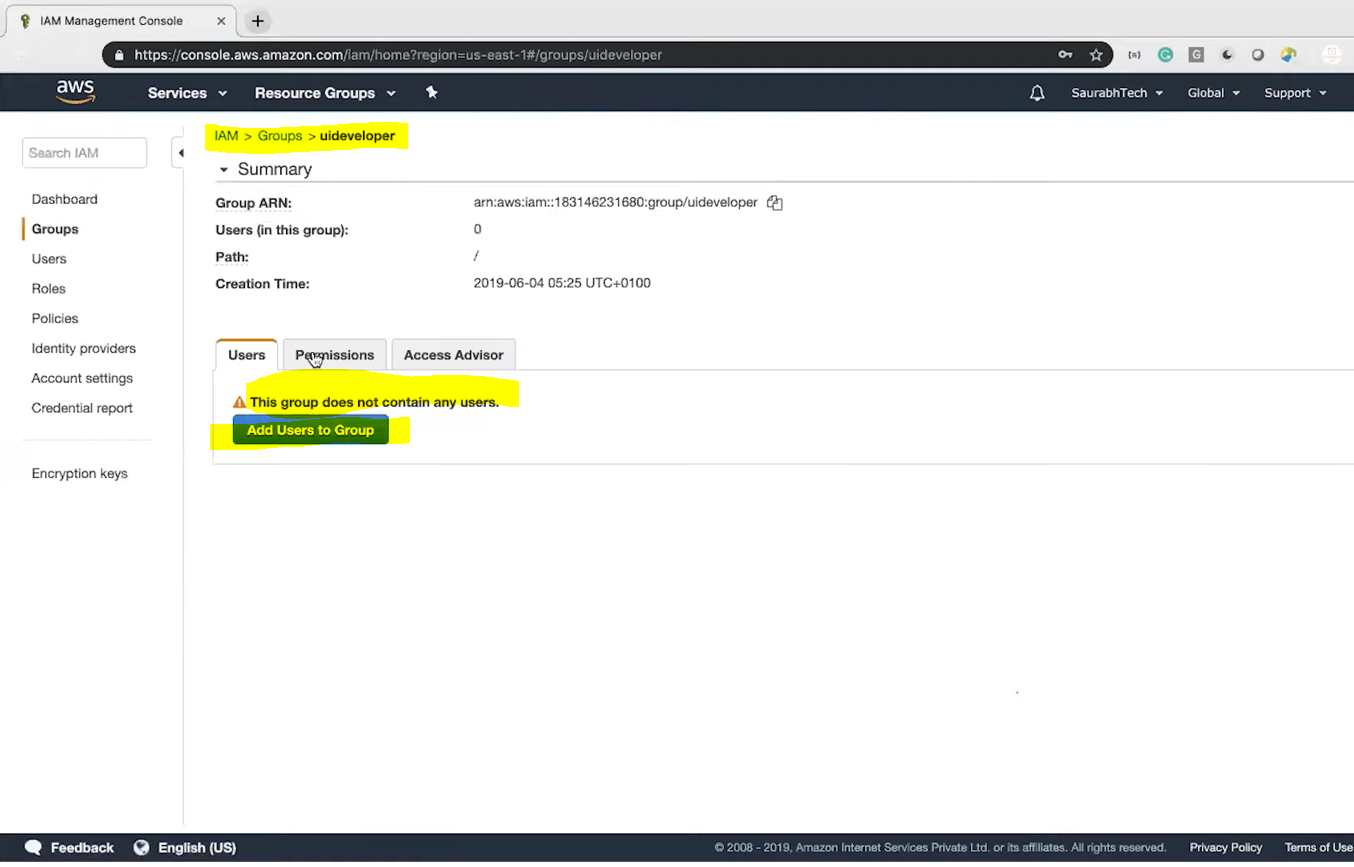 IAM Management Console
https://console.aws.amazon.com/iam/home?region=us-east-1#/groups/uideveloper
aws Services Resource Groups SaurabhTech Global Support
Search IAM
Dashboard
Groups
Users
Roles
Policies
Identity providers
Account settings
Credential report
Encryption keys
IAM > Groups > uideveloper
Summary
Group ARN: arn:aws:iam::183146231680:group/uideveloper
Users (in this group): 0
Path: /
Creation Time: 2019-06-04 05:25 UTC+0100
Users Permissions Access Advisor
This group does not contain any users.
Add Users to Group
Feedback English (US) © 2008 - 2019, Amazon Internet Services Private Ltd. or its affiliates. All rights reserved. Privacy Policy Terms of Use